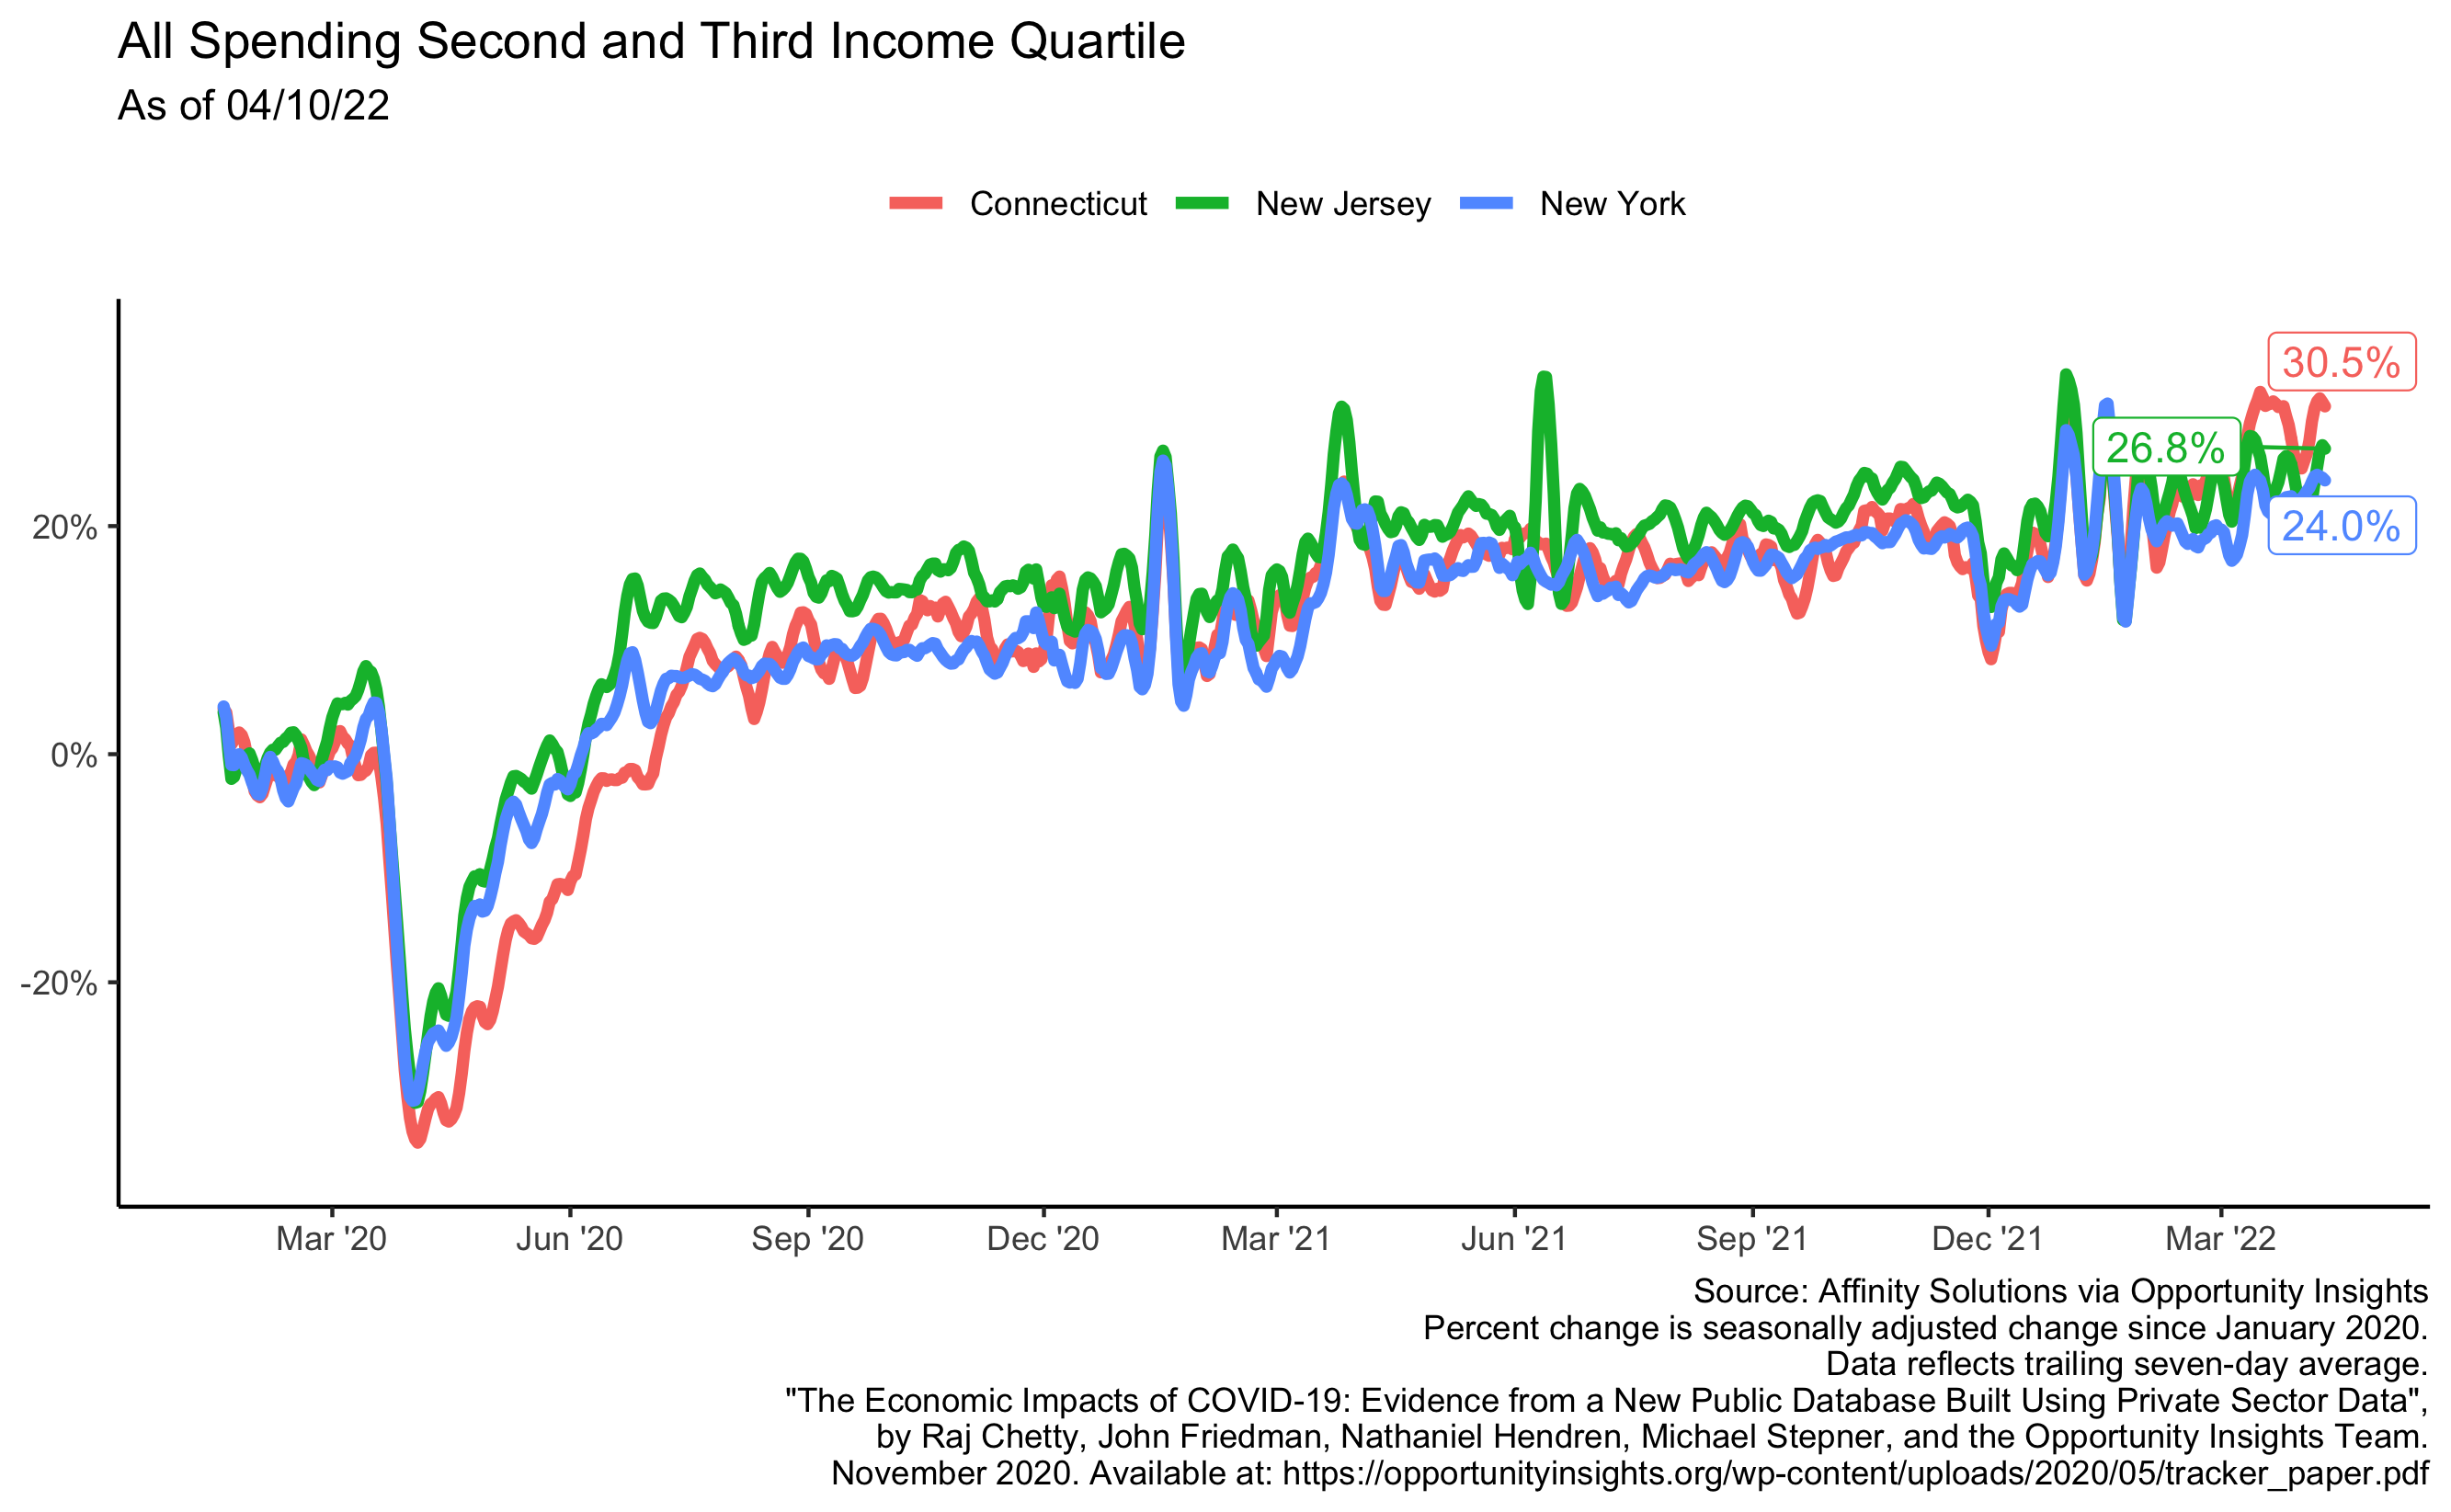 All Spending Second and Third Income Quartile
As of 04/10/22
Connecticut New Jersey New York
30.5%
26.8%
24.0%
20%
0%
-20%
Mar '20 Jun '20 Sep '20 Dec '20 Mar '21 Jun '21 Sep '21 Dec '21 Mar '22
Source: Affinity Solutions via Opportunity Insights
Percent change is seasonally adjusted change since January 2020.
Data reflects trailing seven-day average.
"The Economic Impacts of COVID-19: Evidence from a New Public Database Built Using Private Sector Data",
by Raj Chetty, John Friedman, Nathaniel Hendren, Michael Stepner, and the Opportunity Insights Team.
November 2020. Available at: https://opportunityinsights.org/wp-content/uploads/2020/05/tracker_paper.pdf